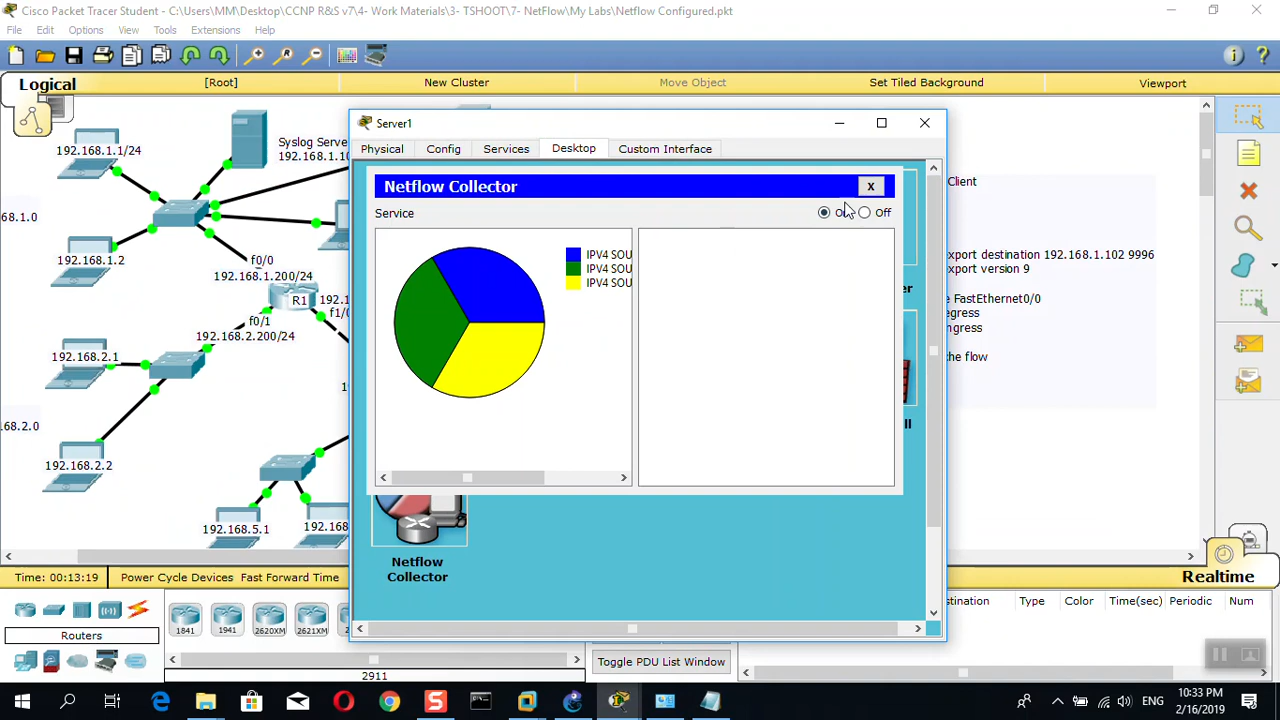 Cisco Packet Tracer Student - C:\Users\MM\Desktop\CCNP R&S v7\4- Work Materials\3- TSHOOT\7- NetFlow\My Labs\Netflow Configured.pkt
File Edit Options View Tools Extensions Help
Logical [Root] New Cluster Move Object Set Tiled Background Viewport
192.168.1.1/24
Syslog Serve
192.168.1.10
68.1.0
192.168.1.2
f0/0
192.168.1.200/24
R1
192.1
f1/0
f0/1
192.168.2.200/24
192.168.2.1
68.2.0
192.168.2.2
192.168.5.1
192.168
Server1
Physical Config Services Desktop Custom Interface
Netflow Collector X
Service
Off
IPV4 SOU
IPV4 SOU
IPV4 SOU
er
ll
Netflow
Collector
Client
xport destination 192.168.1.102 9996
xport version 9
e FastEthernet0/0
egress
ngress
he flow
Time: 00:13:19 Power Cycle Devices Fast Forward Time
Realtime
Routers
1841 1941 2620XM 2621XM
2911
Toggle PDU List Window
stination Type Color Time(sec) Periodic Num
ENG
10:33 PM
2/16/2019